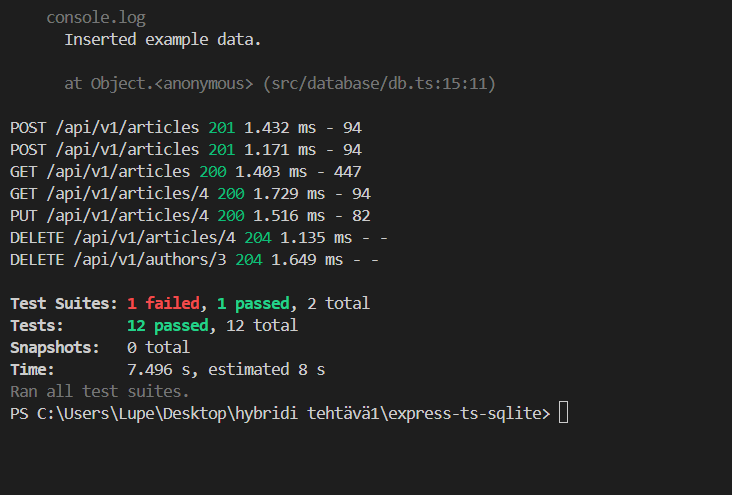 console.log
Inserted example data.
at Object.<anonymous> (src/database/db.ts:15:11)
POST /api/v1/articles 201 1.432 ms - 94
POST /api/v1/articles 201 1.171 ms - 94
GET /api/v1/articles 200 1.403 ms - 447
GET /api/v1/articles/4 200 1.729 ms - 94
PUT /api/v1/articles/4 200 1.516 ms - 82
DELETE /api/v1/articles/4 204 1.135 ms - -
DELETE /api/v1/authors/3 204 1.649 ms - -
Test Suites: 1 failed, 1 passed, 2 total
Tests:       12 passed, 12 total
Snapshots:   0 total
Time:        7.496 s, estimated 8 s
Ran all test suites.
PS C:\Users\Lupe\Desktop\hybridi tehtävä1\express-ts-sqlite>